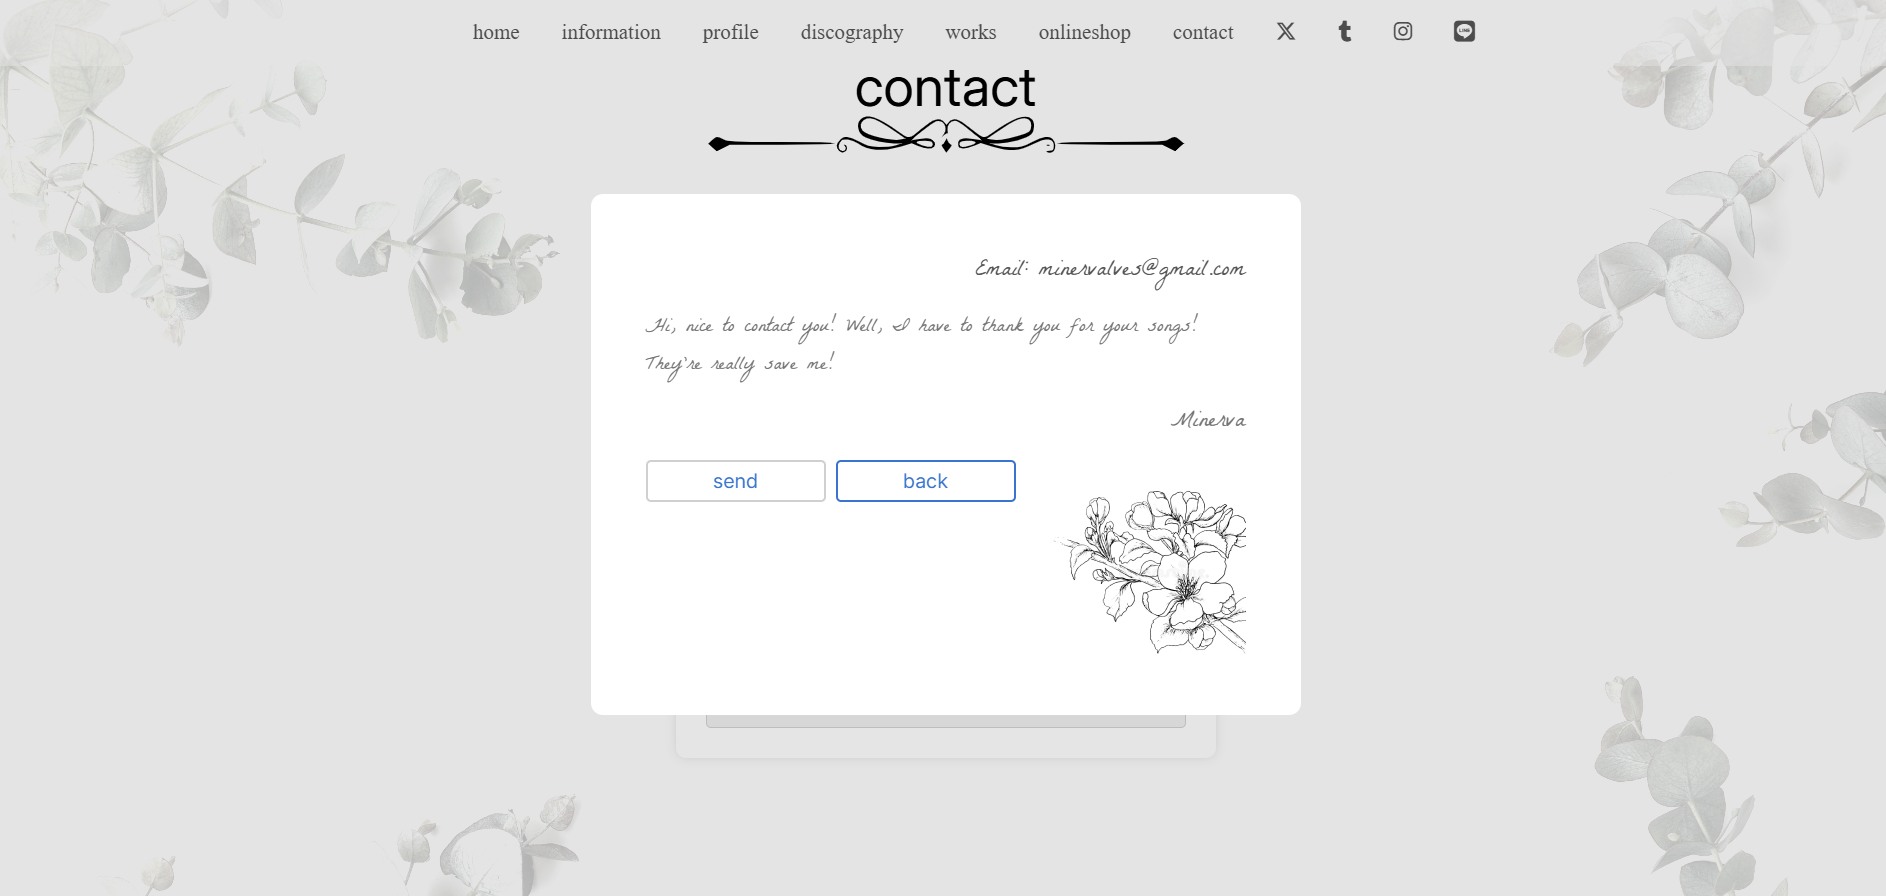 home information profile discography works onlineshop contact
LINE
contact
Email: minervalves@gmail.com
Hi, nice to contact you! Well, I have to thank you for your songs!
They're really save me!
Minerva
send back